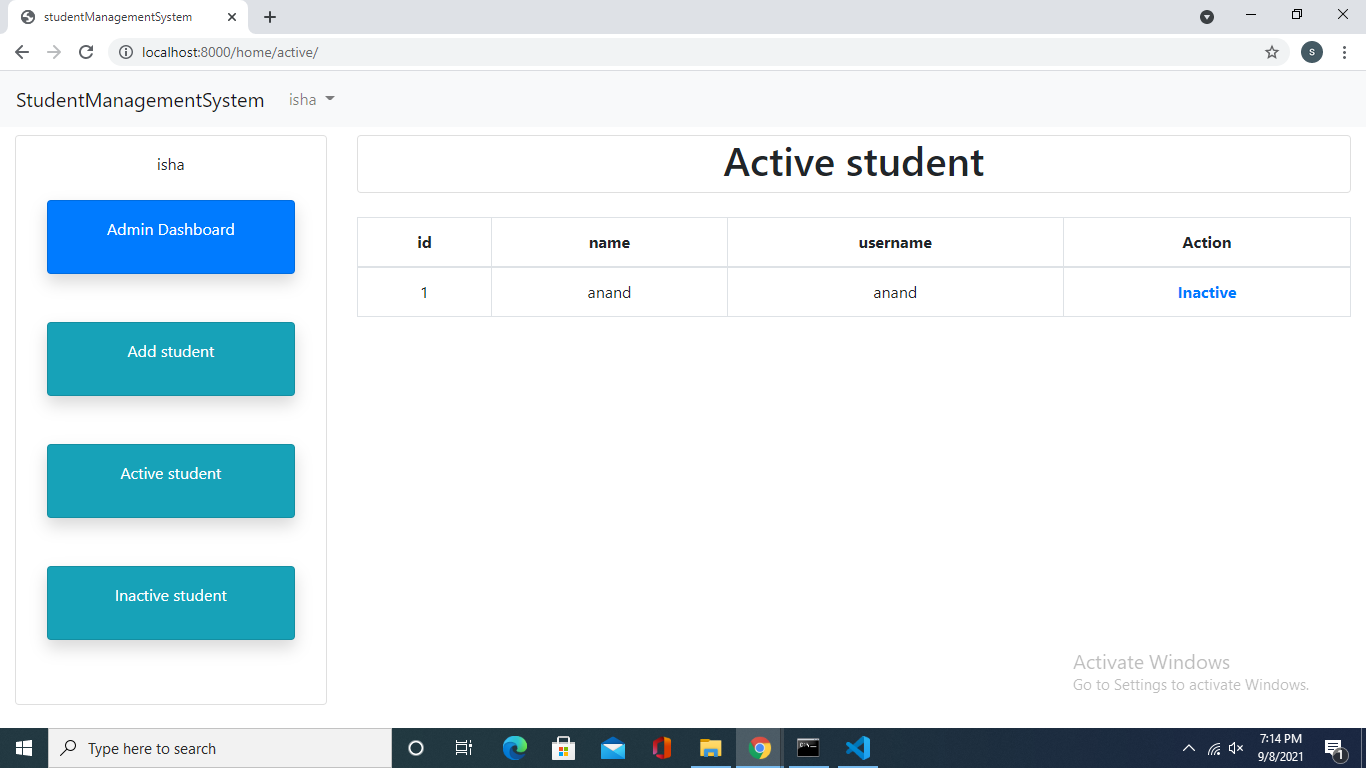 studentManagementSystem
localhost:8000/home/active/
S
StudentManagementSystem isha
isha
Admin Dashboard
Add student
Active student
Inactive student
Active student
id name username Action
1 anand anand Inactive
Activate Windows
Go to Settings to activate Windows.
Type here to search
7:14 PM
9/8/2021
1